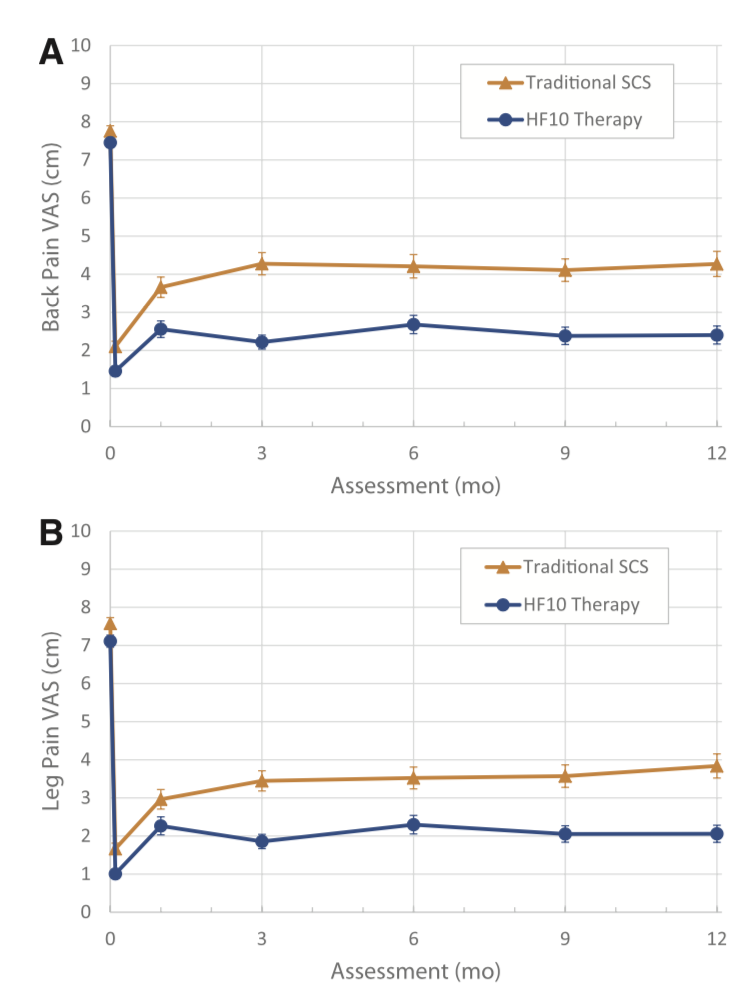 A
10
9
8
7
6
5
4
3
2
1
0
Back Pain VAS (cm)
Traditional SCS
HF10 Therapy
0 3 6 9 12
Assessment (mo)
B
10
9
8
7
6
5
4
3
2
1
0
Leg Pain VAS (cm)
Traditional SCS
HF10 Therapy
0 3 6 9 12
Assessment (mo)